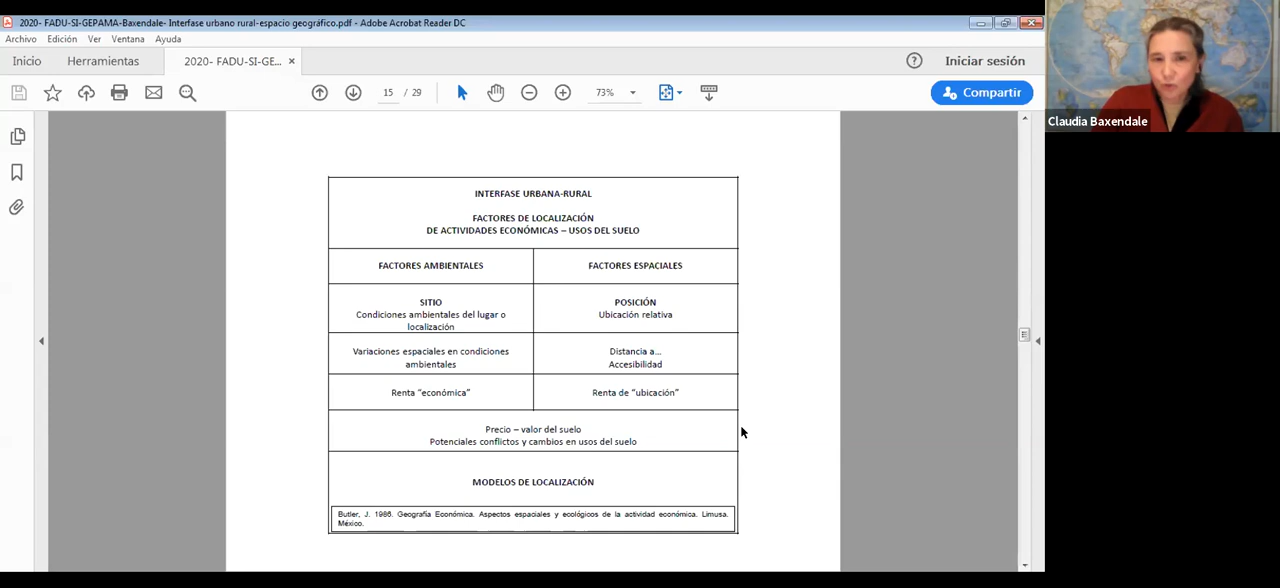 2020- FADU-SI-GEPAMA-Baxendale- Interfase urbano rural-espacio geográfico.pdf - Adobe Acrobat Reader DC
Archivo Edición Ver Ventana Ayuda
Inicio Herramientas 2020- FADU-SI-GE... × Iniciar sesión
15 / 29 73% Compartir
Claudia Baxendale
INTERFASE URBANA-RURAL
FACTORES DE LOCALIZACIÓN
DE ACTIVIDADES ECONÓMICAS – USOS DEL SUELO
FACTORES AMBIENTALES FACTORES ESPACIALES
SITIO POSICIÓN
Condiciones ambientales del lugar o Ubicación relativa
localización
Variaciones espaciales en condiciones Distancia a...
ambientales Accesibilidad
Renta “económica” Renta de “ubicación”
Precio – valor del suelo
Potenciales conflictos y cambios en usos del suelo
MODELOS DE LOCALIZACIÓN
Butler, J. 1986. Geografía Económica. Aspectos espaciales y ecológicos de la actividad económica. Limusa.
México.